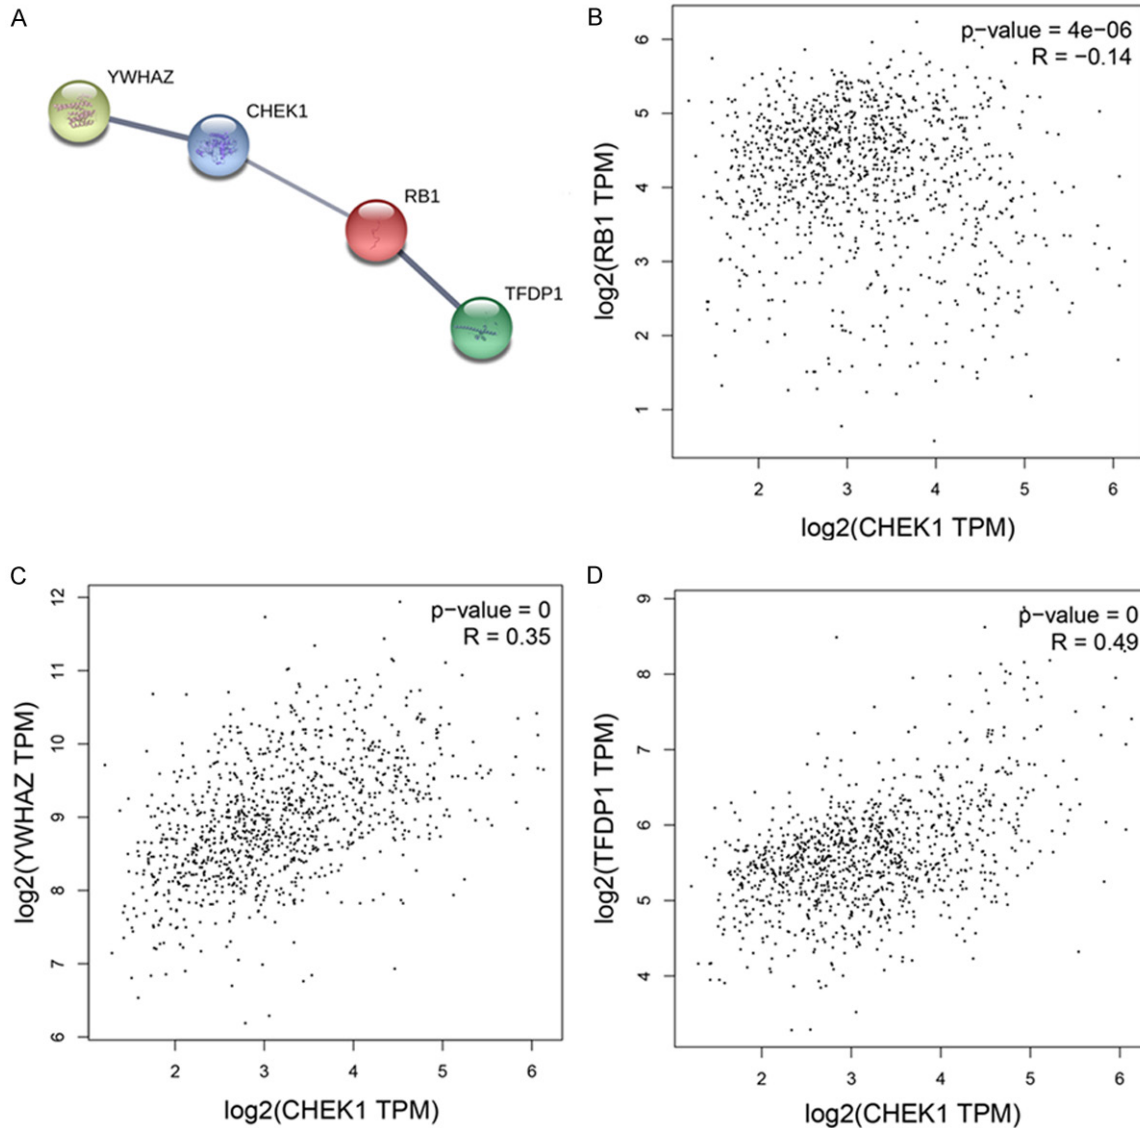 A
YWHAZ
CHEK1
RB1
TFDP1
B
p-value = 4e-06
R = −0.14
6
5
4
3
2
1
log2(RB1 TPM)
2 3 4 5 6
log2(CHEK1 TPM)
C
p-value = 0
R = 0.35
12
11
10
9
8
7
6
log2(YWHAZ TPM)
2 3 4 5 6
log2(CHEK1 TPM)
D
p-value = 0
R = 0.49
9
8
7
6
5
4
log2(TFDP1 TPM)
2 3 4 5 6
log2(CHEK1 TPM)